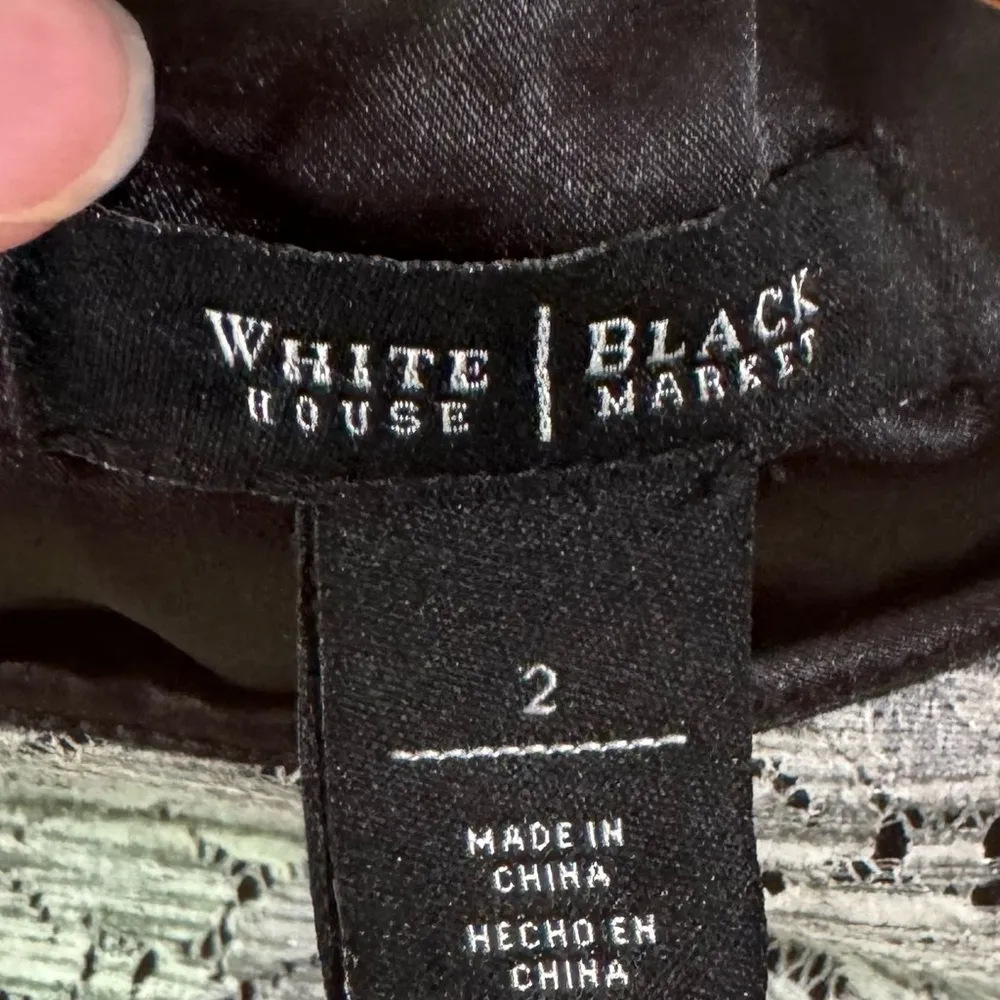 WHITE | BLACK
HOUSE MARKET
2
MADE IN
CHINA
HECHO EN
CHINA